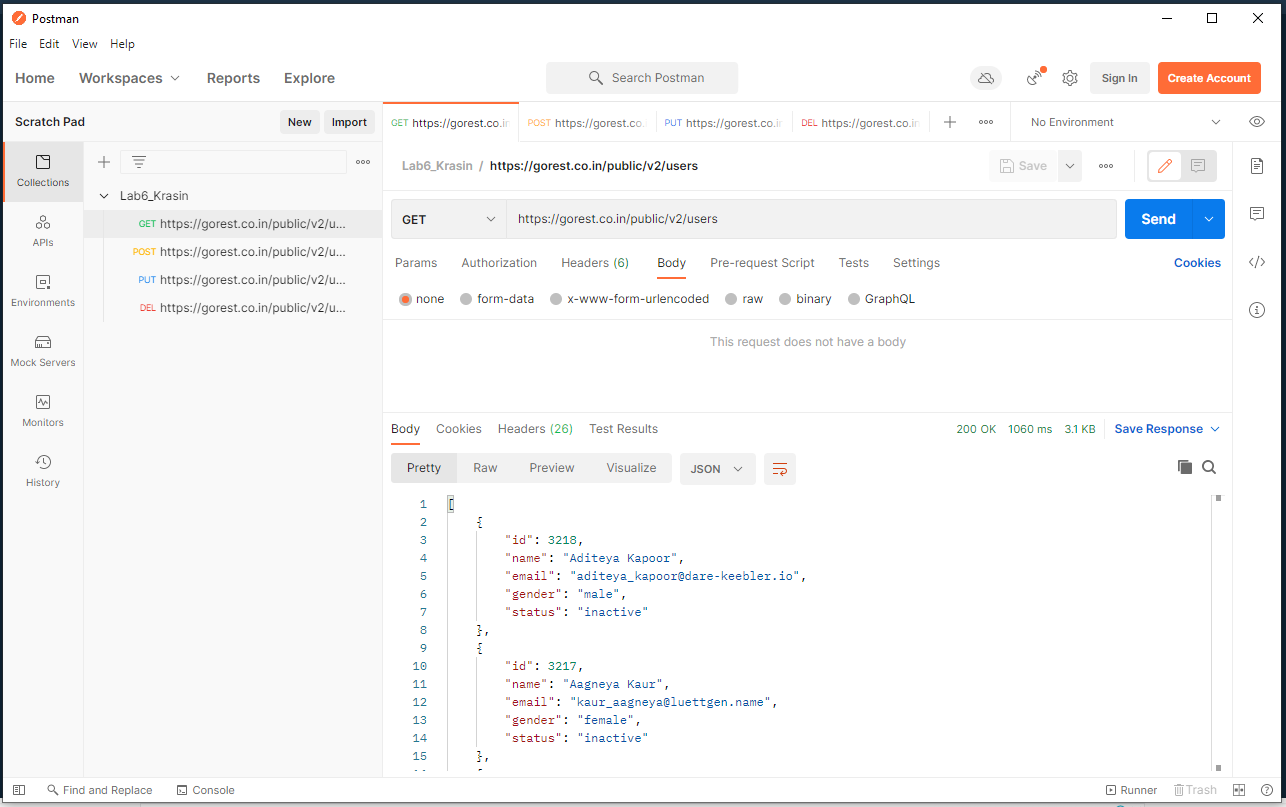 Postman
File Edit View Help
Home Workspaces Reports Explore Search Postman Sign In Create Account
Scratch Pad New Import
GET https://gorest.co.in POST https://gorest.co. PUT https://gorest.co.in DEL https://gorest.co.in No Environment
Collections
APIs
Environments
Mock Servers
Monitors
History
Lab6_Krasin
GET https://gorest.co.in/public/v2/u...
POST https://gorest.co.in/public/v2/u...
PUT https://gorest.co.in/public/v2/u...
DEL https://gorest.co.in/public/v2/u...
Lab6_Krasin / https://gorest.co.in/public/v2/users Save
GET https://gorest.co.in/public/v2/users Send
Params Authorization Headers (6) Body Pre-request Script Tests Settings Cookies
none form-data x-www-form-urlencoded raw binary GraphQL
This request does not have a body
Body Cookies Headers (26) Test Results 200 OK 1060 ms 3.1 KB Save Response
Pretty Raw Preview Visualize JSON
1 [
2 {
3 "id": 3218,
4 "name": "Aditeya Kapoor",
5 "email": "aditeya_kapoor@dare-keebler.io",
6 "gender": "male",
7 "status": "inactive"
8 },
9 {
10 "id": 3217,
11 "name": "Aagneya Kaur",
12 "email": "kaur_aagneya@luettgen.name",
13 "gender": "female",
14 "status": "inactive"
15 },
Find and Replace Console Runner Trash